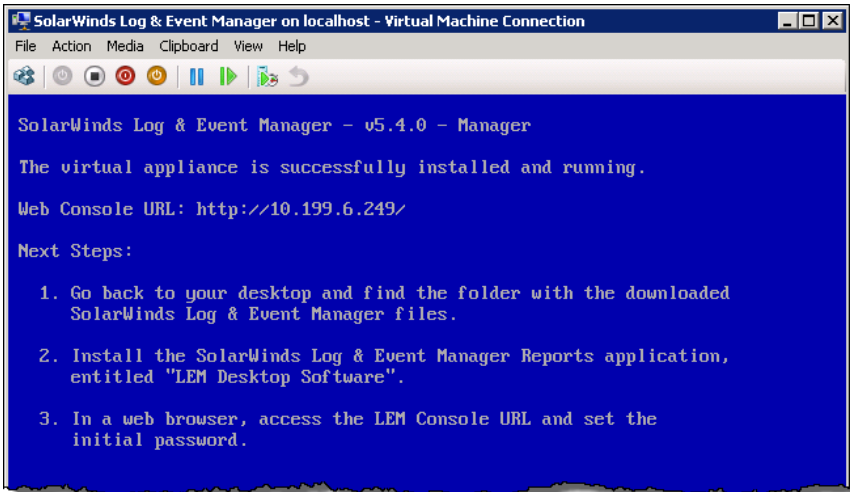 SolarWinds Log & Event Manager on localhost - Virtual Machine Connection
File Action Media Clipboard View Help
SolarWinds Log & Event Manager - v5.4.0 - Manager
The virtual appliance is successfully installed and running.
Web Console URL: http://10.199.6.249/
Next Steps:
1. Go back to your desktop and find the folder with the downloaded
SolarWinds Log & Event Manager files.
2. Install the SolarWinds Log & Event Manager Reports application,
entitled "LEM Desktop Software".
3. In a web browser, access the LEM Console URL and set the
initial password.